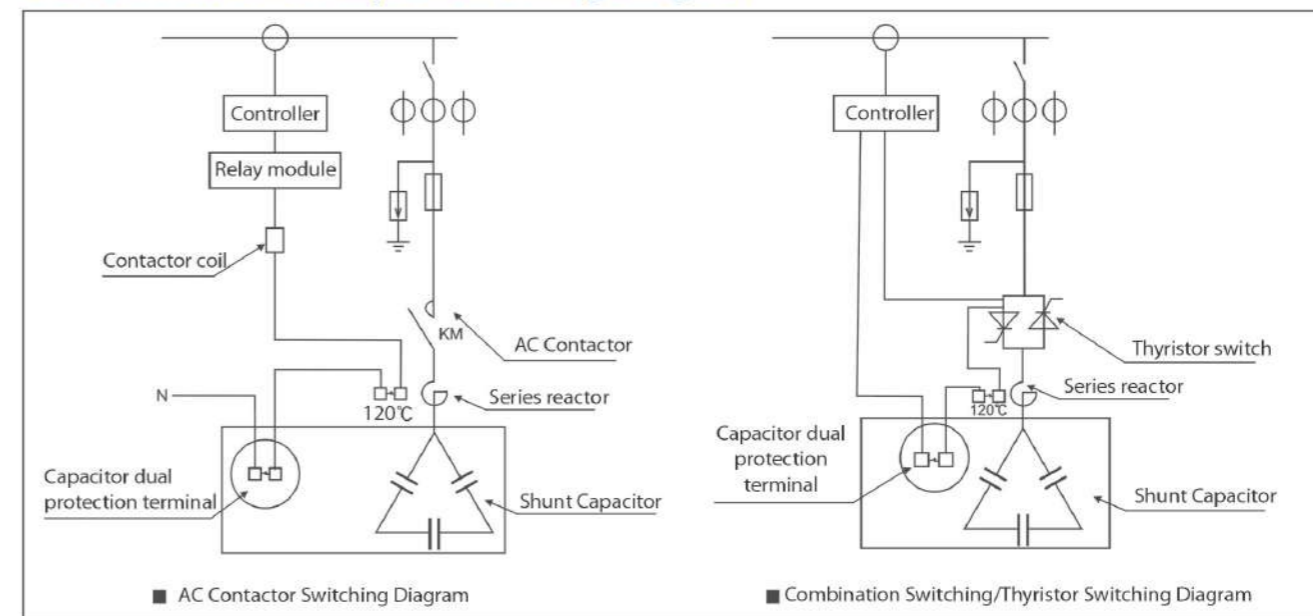 Controller
Relay module
Contactor coil
KM
AC Contactor
N
120℃
Series reactor
Capacitor dual
protection terminal
Shunt Capacitor
■ AC Contactor Switching Diagram
Controller
Thyristor switch
Series reactor
120℃
Capacitor dual
protection
terminal
Shunt Capacitor
■ Combination Switching/Thyristor Switching Diagram